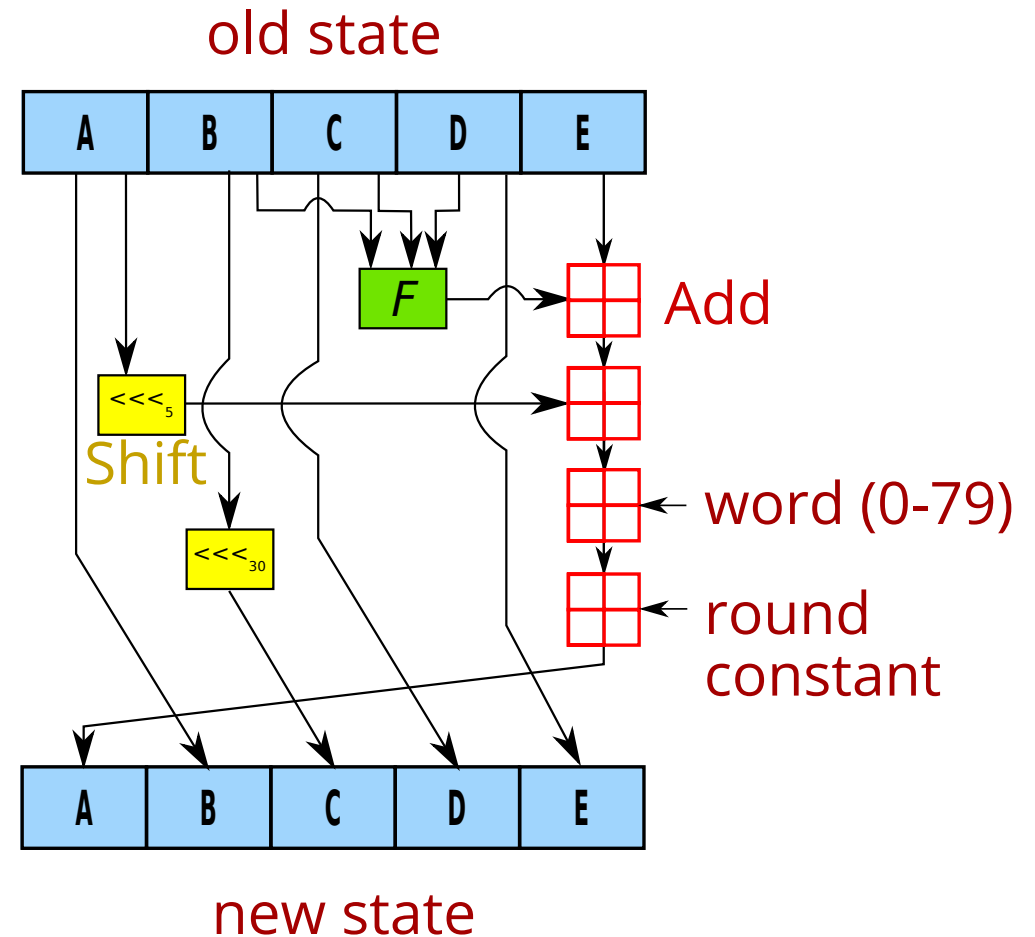 old state
A B C D E
F
Add
<<<5
Shift
word (0-79)
<<<30
round
constant
A B C D E
new state